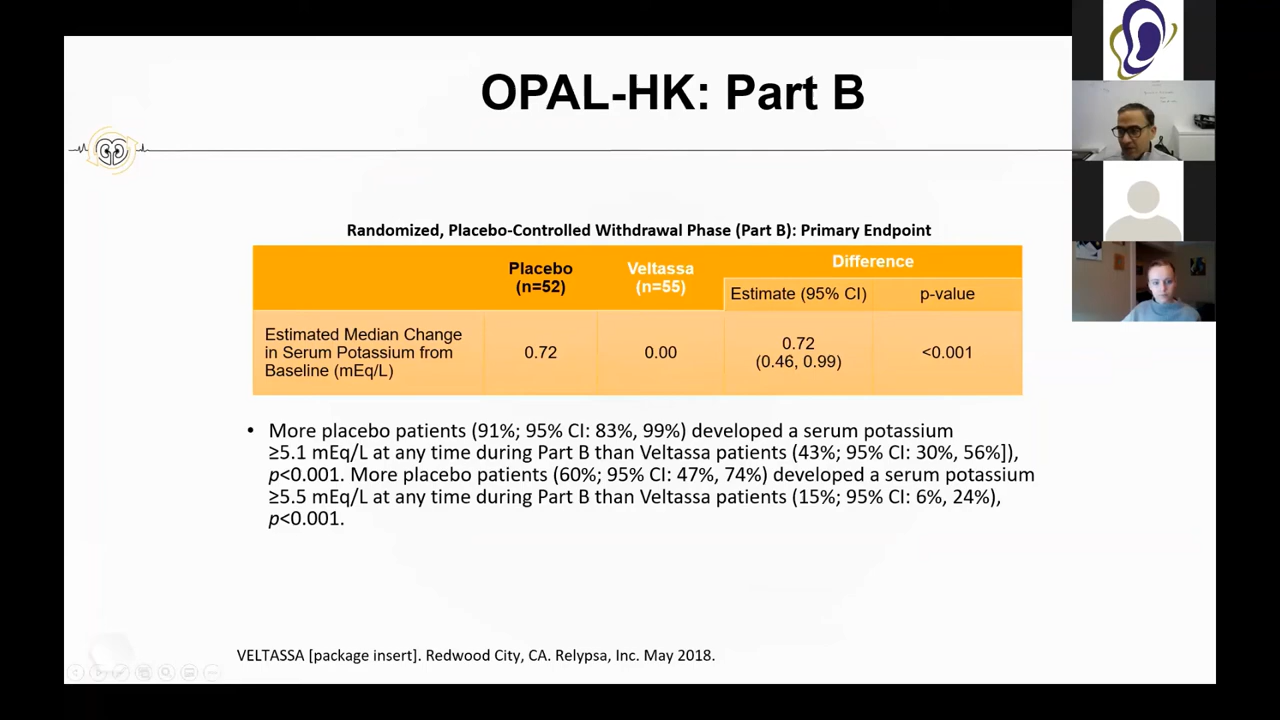 OPAL-HK: Part B
Randomized, Placebo-Controlled Withdrawal Phase (Part B): Primary Endpoint
Placebo (n=52)
Veltassa (n=55)
Difference
Estimate (95% CI)
p-value
Estimated Median Change
in Serum Potassium from
Baseline (mEq/L)
0.72
0.00
0.72
(0.46, 0.99)
<0.001
• More placebo patients (91%; 95% CI: 83%, 99%) developed a serum potassium
≥5.1 mEq/L at any time during Part B than Veltassa patients (43%; 95% CI: 30%, 56%]),
p<0.001. More placebo patients (60%; 95% CI: 47%, 74%) developed a serum potassium
≥5.5 mEq/L at any time during Part B than Veltassa patients (15%; 95% CI: 6%, 24%),
p<0.001.
VELTASSA [package insert]. Redwood City, CA. Relypsa, Inc. May 2018.